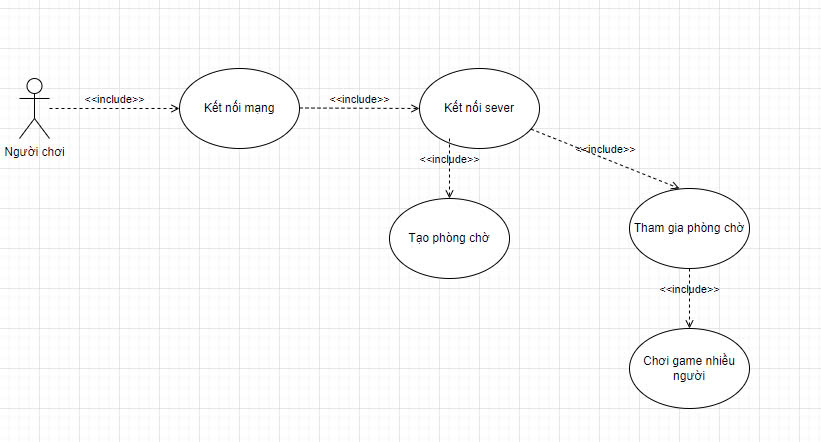 <<include>>
<<include>>
Kết nối mạng
Kết nối sever
Người chơi
<<include>>
<<include>>
Tạo phòng chờ
Tham gia phòng chờ
<<include>>
Chơi game nhiều
người